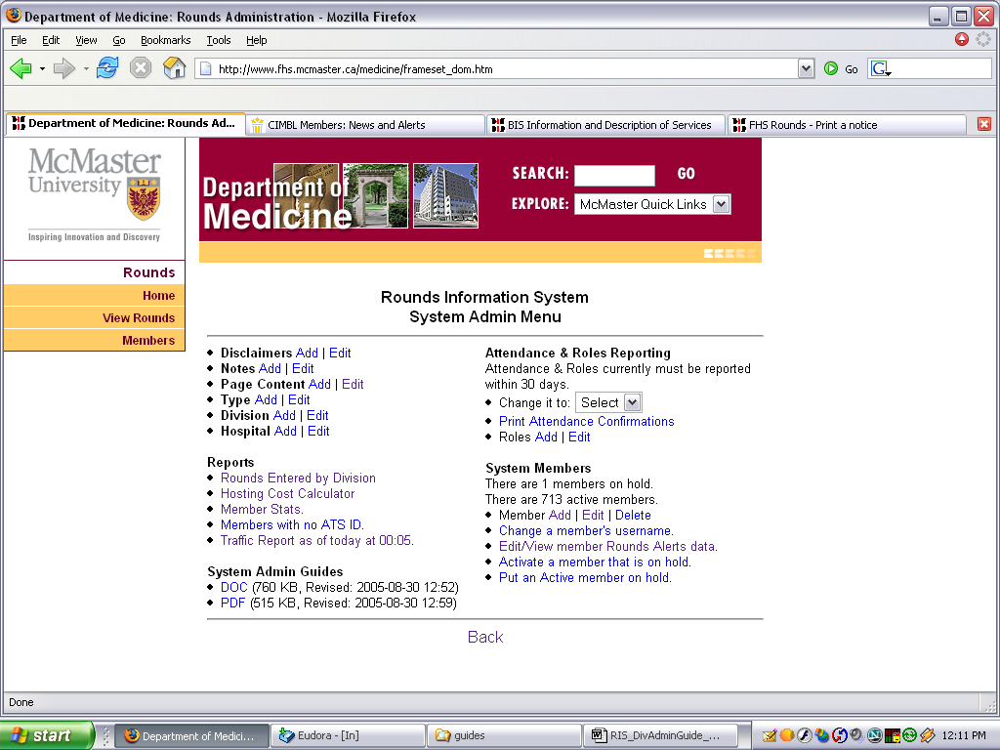 Department of Medicine: Rounds Administration - Mozilla Firefox
File Edit View Go Bookmarks Tools Help
http://www.fhs.mcmaster.ca/medicine/frameset_dom.htm
Go
G
Department of Medicine: Rounds Ad...
CIMBL Members: News and Alerts
BIS Information and Description of Services
FHS Rounds - Print a notice
McMaster
University
Inspiring Innovation and Discovery
Rounds
Home
View Rounds
Members
Department of
Medicine
SEARCH: GO
EXPLORE: McMaster Quick Links
Rounds Information System
System Admin Menu
Disclaimers Add | Edit
Notes Add | Edit
Page Content Add | Edit
Type Add | Edit
Division Add | Edit
Hospital Add | Edit
Reports
Rounds Entered by Division
Hosting Cost Calculator
Member Stats.
Members with no ATS ID.
Traffic Report as of today at 00:05.
System Admin Guides
DOC (760 KB, Revised: 2005-08-30 12:52)
PDF (515 KB, Revised: 2005-08-30 12:59)
Attendance & Roles Reporting
Attendance & Roles currently must be reported
within 30 days.
Change it to: Select
Print Attendance Confirmations
Roles Add | Edit
System Members
There are 1 members on hold.
There are 713 active members.
Member Add | Edit | Delete
Change a member's username.
Edit/View member Rounds Alerts data.
Activate a member that is on hold.
Put an Active member on hold.
Back
Done
start
Department of Medici...
Eudora - [In]
guides
RIS_DivAdminGuide_...
12:11 PM